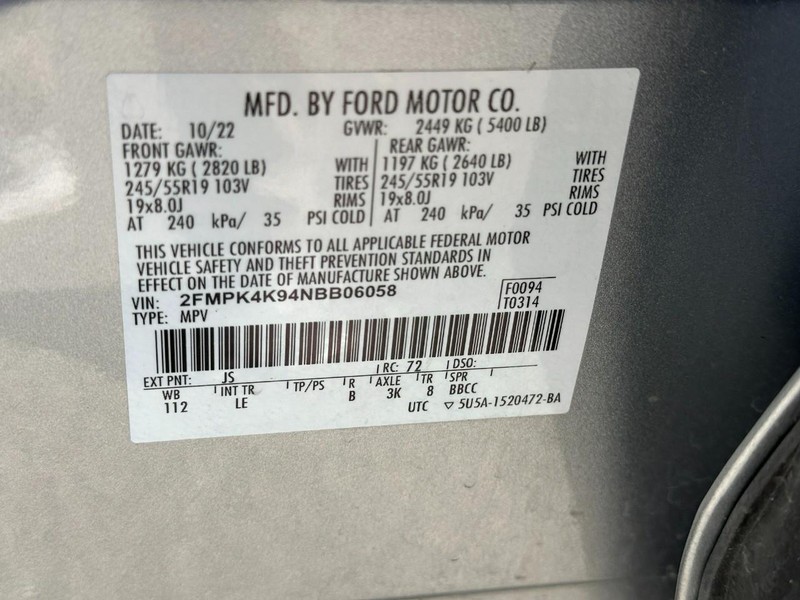 MFD. BY FORD MOTOR CO.
DATE: 10/22 GVWR: 2449 KG ( 5400 LB)
FRONT GAWR: REAR GAWR:
1279 KG ( 2820 LB) WITH 1197 KG ( 2640 LB) WITH
245/55R19 103V TIRES 245/55R19 103V TIRES
19x8.0J RIMS 19x8.0J RIMS
AT 240 kPa/ 35 PSI COLD AT 240 kPa/ 35 PSI COLD
THIS VEHICLE CONFORMS TO ALL APPLICABLE FEDERAL MOTOR
VEHICLE SAFETY AND THEFT PREVENTION STANDARDS IN
EFFECT ON THE DATE OF MANUFACTURE SHOWN ABOVE.
VIN: 2FMPK4K94NBB06058 F0094
TYPE: MPV T0314
EXT PNT: JS RC: 72 DSO:
WB INT TR TP/PS R AXLE TR SPR
112 LE B 3K 8 BBCC
UTC ▽ 5U5A-1520472-BA